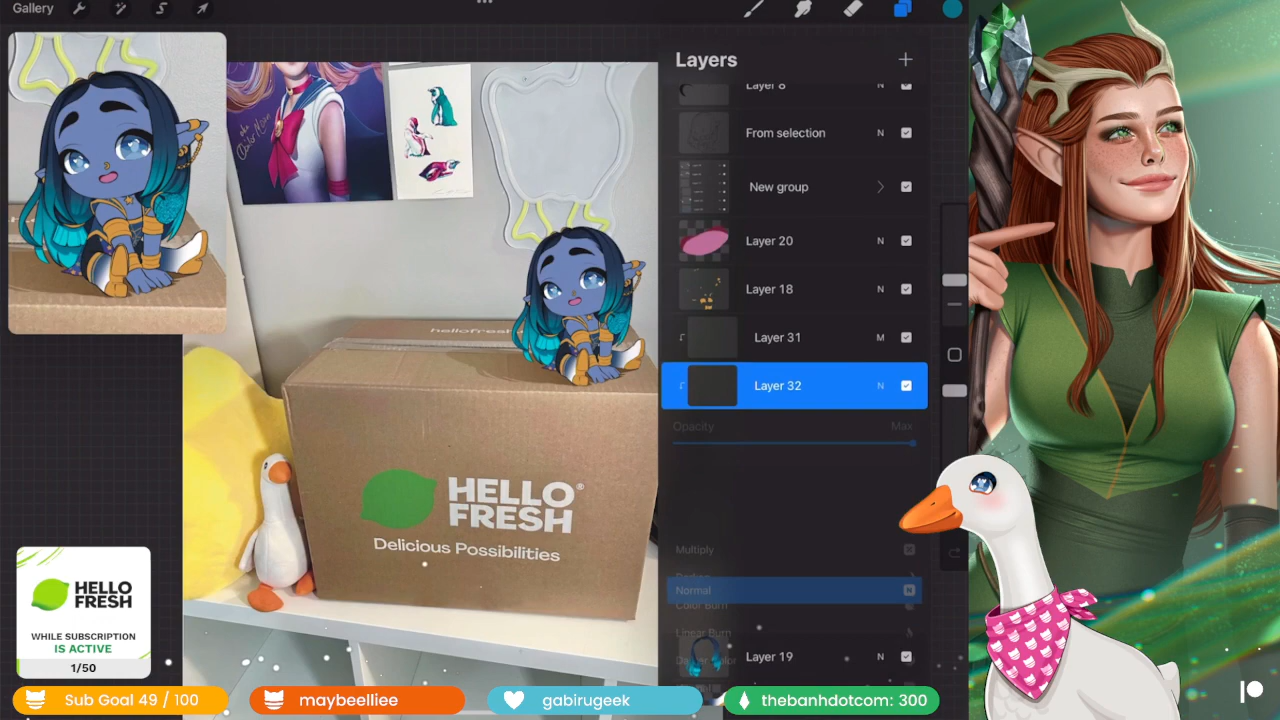 Gallery
Layers
Layer 8
N
From selection
N
New group
Layer 20
N
Layer 18
N
Layer 31
M
Layer 32
N
Opacity
Max
Multiply
Normal
N
Color Burn
Linear Burn
Layer 19
N
hellofresh
HELLO
FRESH®
Delicious Possibilities
HELLO
FRESH
WHILE SUBSCRIPTION
IS ACTIVE
1/50
Sub Goal 49 / 100
maybeelliee
gabirugeek
thebanhdotcom: 300